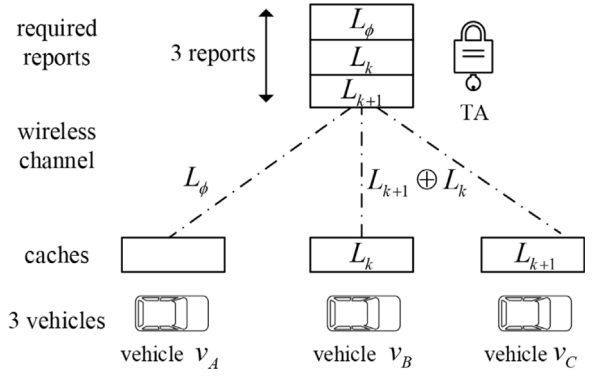 required
reports
3 reports
L_ϕ
L_k
L_{k+1}
TA
wireless
channel
L_ϕ
L_{k+1} ⊕ L_k
caches
L_k
L_{k+1}
3 vehicles
vehicle v_A
vehicle v_B
vehicle v_C